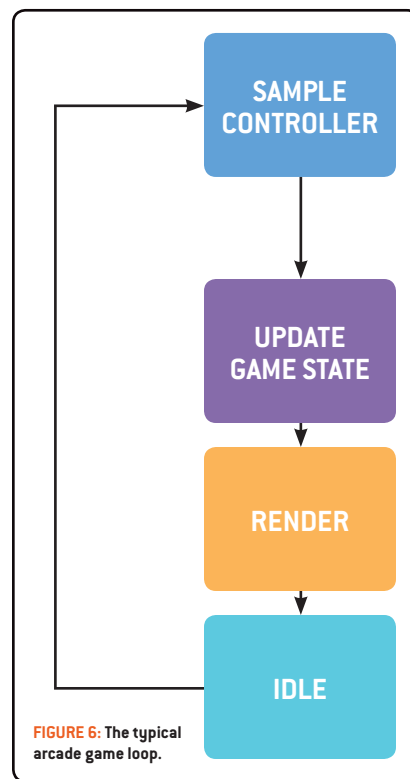 SAMPLE
CONTROLLER
UPDATE
GAME STATE
RENDER
IDLE
FIGURE 6: The typical
arcade game loop.